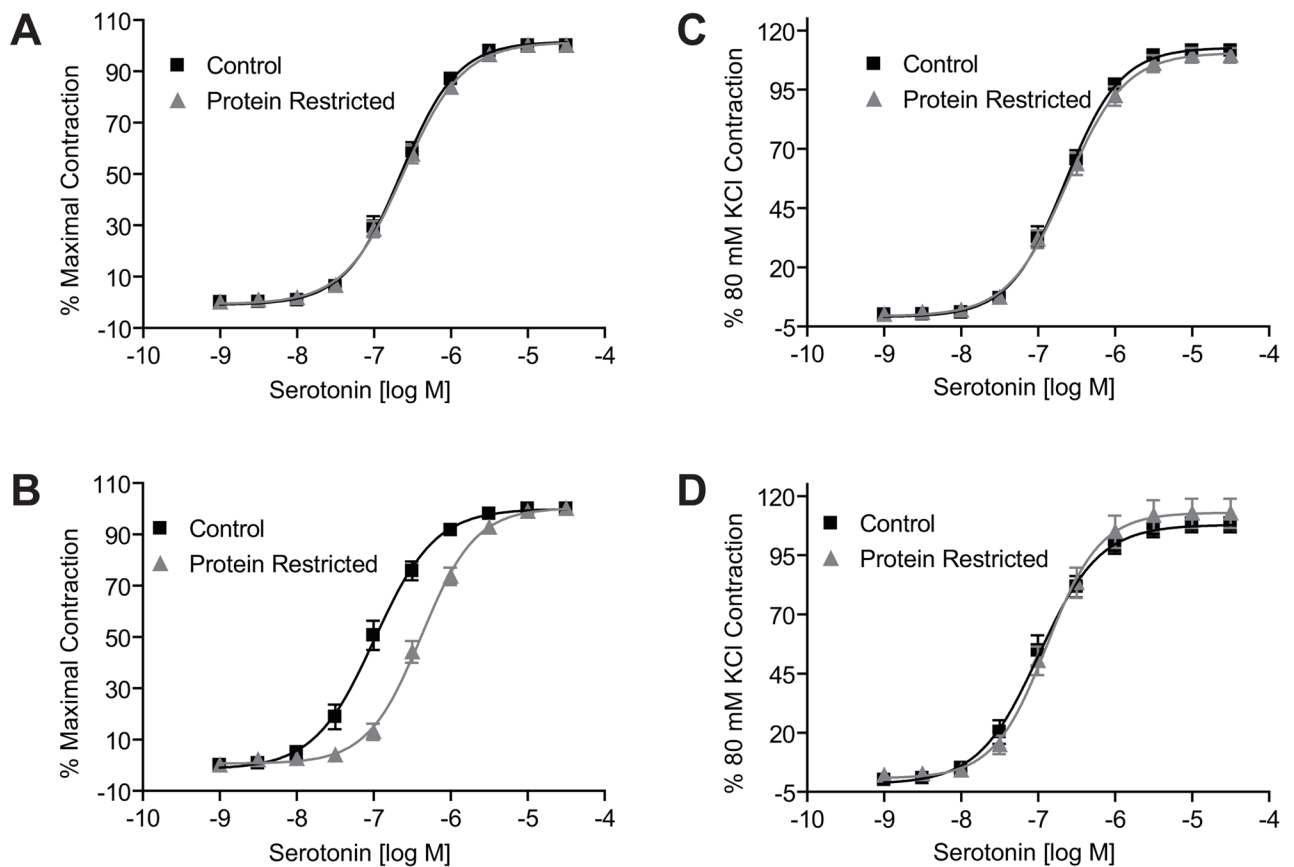 A
110
90
70
50
30
10
-10
% Maximal Contraction
Control
Protein Restricted
-10
-9
-8
-7
-6
-5
-4
Serotonin [log M]
C
120
95
70
45
20
-5
% 80 mM KCl Contraction
Control
Protein Restricted
-10
-9
-8
-7
-6
-5
-4
Serotonin [log M]
B
110
90
70
50
30
10
-10
% Maximal Contraction
Control
Protein Restricted
-10
-9
-8
-7
-6
-5
-4
Serotonin [log M]
D
120
95
70
45
20
-5
% 80 mM KCl Contraction
Control
Protein Restricted
-10
-9
-8
-7
-6
-5
-4
Serotonin [log M]